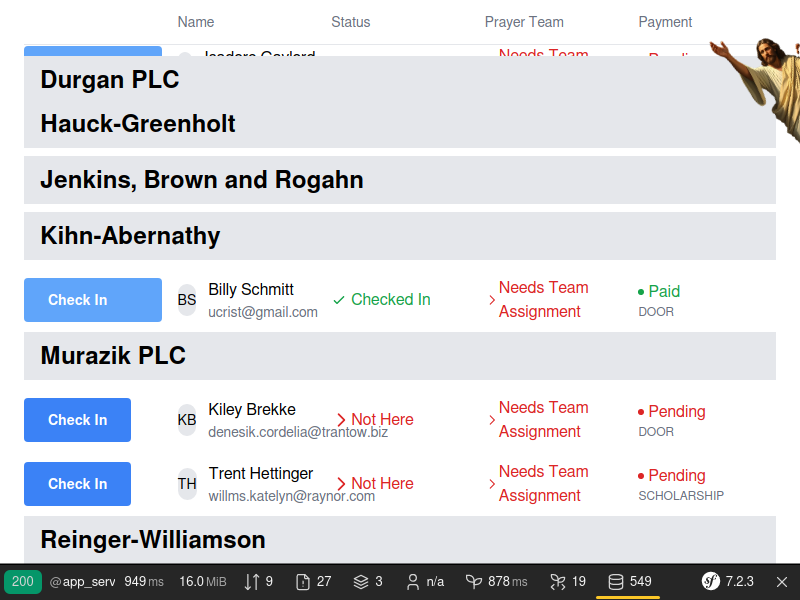 Name Status Prayer Team Payment
Durgan PLC
Hauck-Greenholt
Jenkins, Brown and Rogahn
Kihn-Abernathy
Check In BS Billy Schmitt Checked In Needs Team Assignment Paid
ucrist@gmail.com DOOR
Murazik PLC
Check In KB Kiley Brekke Not Here Needs Team Assignment Pending
denesik.cordelia@trantow.biz DOOR
Check In TH Trent Hettinger Not Here Needs Team Assignment Pending
willms.katelyn@raynor.com SCHOLARSHIP
Reinger-Williamson
200 @app_serv 949 ms 16.0 MiB 9 27 3 n/a 878 ms 19 549 sf 7.2.3